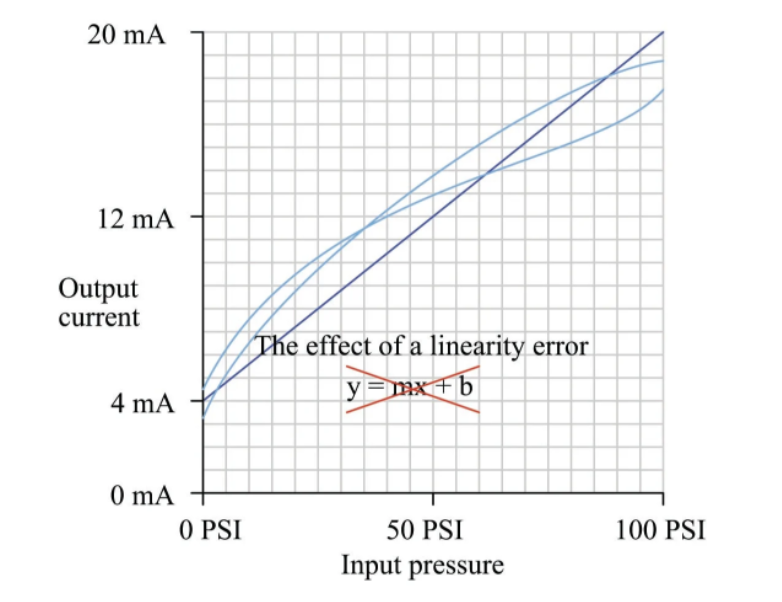 20 mA
12 mA
Output
current
The effect of a linearity error
y = mx + b
4 mA
0 mA
0 PSI 50 PSI 100 PSI
Input pressure